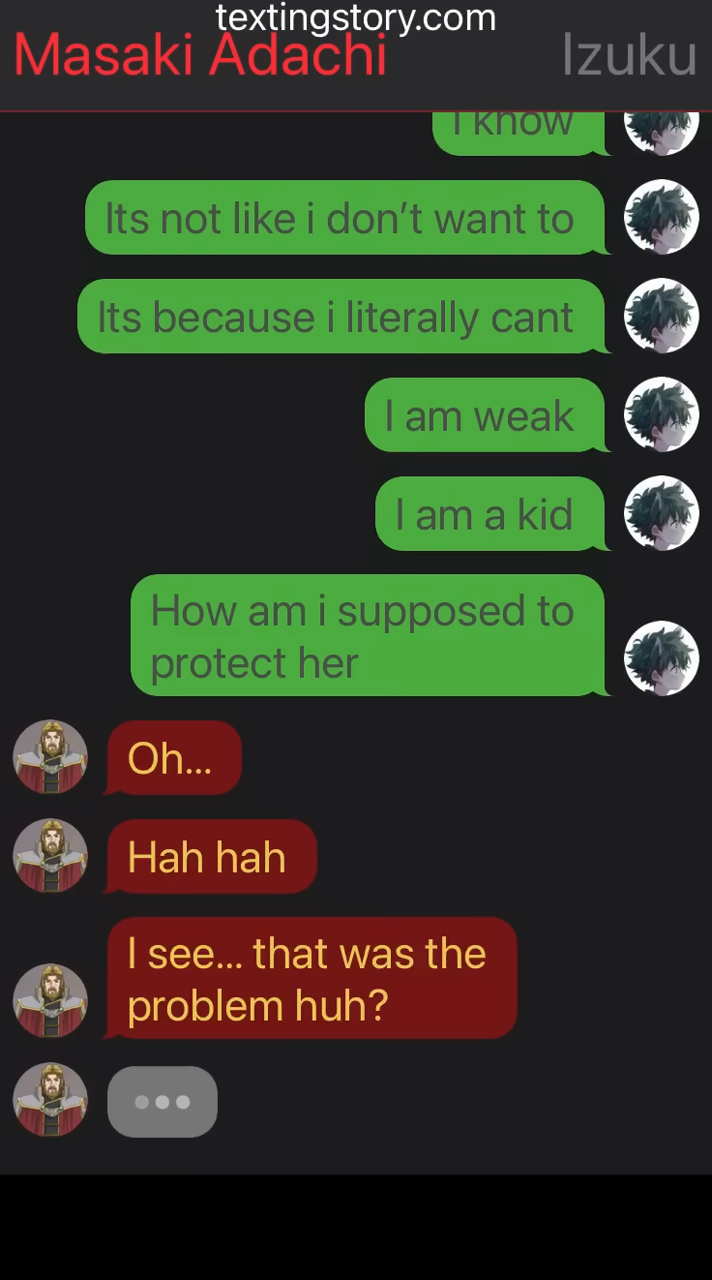 textingstory.com
Masaki Adachi
Izuku
I know
Its not like i don’t want to
Its because i literally cant
I am weak
I am a kid
How am i supposed to
protect her
Oh...
Hah hah
I see... that was the
problem huh?